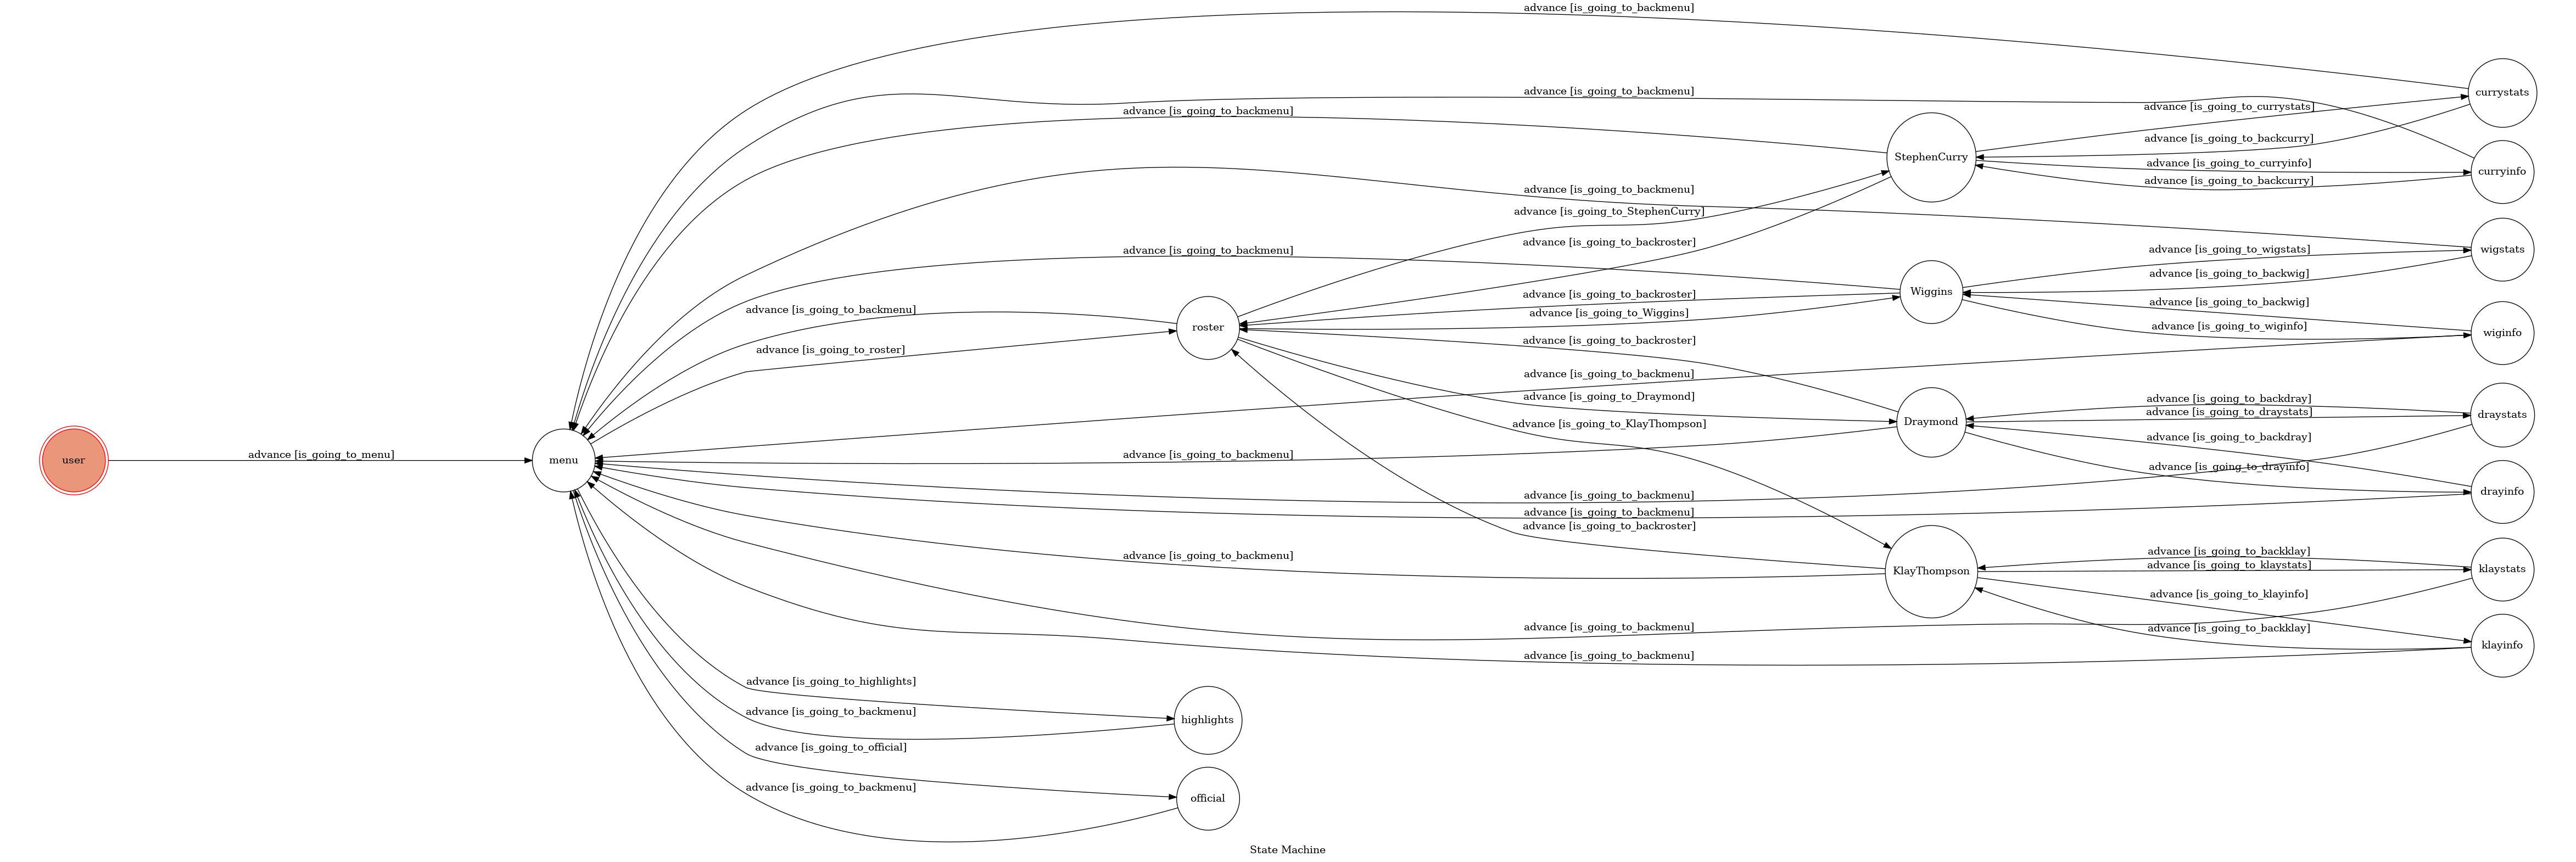 advance [is_going_to_backmenu]
currystats
advance [is_going_to_backmenu]
advance [is_going_to_currystats]
advance [is_going_to_backmenu]
advance [is_going_to_backcurry]
StephenCurry
advance [is_going_to_curryinfo]
curryinfo
advance [is_going_to_backcurry]
advance [is_going_to_backmenu]
advance [is_going_to_StephenCurry]
advance [is_going_to_backroster]
advance [is_going_to_backmenu]
advance [is_going_to_wigstats]
wigstats
advance [is_going_to_backwig]
Wiggins
advance [is_going_to_backroster]
advance [is_going_to_backwig]
advance [is_going_to_backmenu]
advance [is_going_to_Wiggins]
roster
advance [is_going_to_wiginfo]
wiginfo
advance [is_going_to_backroster]
advance [is_going_to_roster]
advance [is_going_to_backmenu]
advance [is_going_to_Draymond]
advance [is_going_to_backdray]
advance [is_going_to_draystats]
draystats
Draymond
advance [is_going_to_KlayThompson]
advance [is_going_to_backdray]
user
advance [is_going_to_menu]
menu
advance [is_going_to_backmenu]
advance [is_going_to_drayinfo]
drayinfo
advance [is_going_to_backmenu]
advance [is_going_to_backmenu]
advance [is_going_to_backroster]
advance [is_going_to_backmenu]
advance [is_going_to_backklay]
advance [is_going_to_klaystats]
klaystats
KlayThompson
advance [is_going_to_klayinfo]
advance [is_going_to_backmenu]
advance [is_going_to_backklay]
klayinfo
advance [is_going_to_backmenu]
advance [is_going_to_highlights]
advance [is_going_to_backmenu]
highlights
advance [is_going_to_official]
advance [is_going_to_backmenu]
official
State Machine